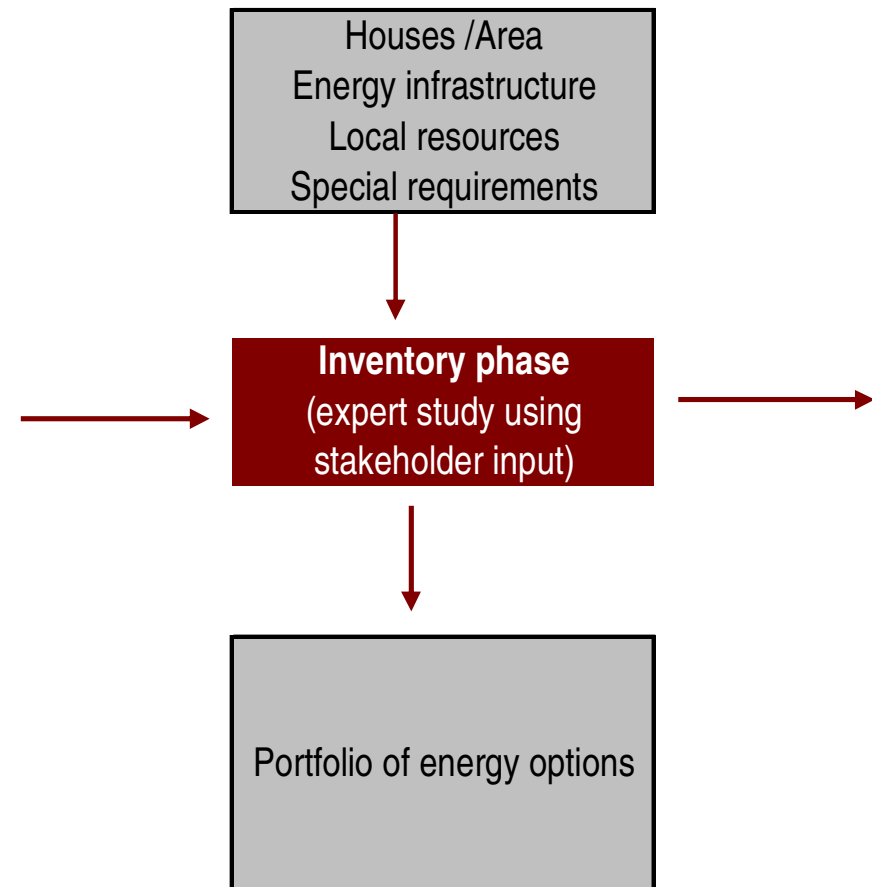 Houses /Area
Energy infrastructure
Local resources
Special requirements
Inventory phase
(expert study using
stakeholder input)
Portfolio of energy options